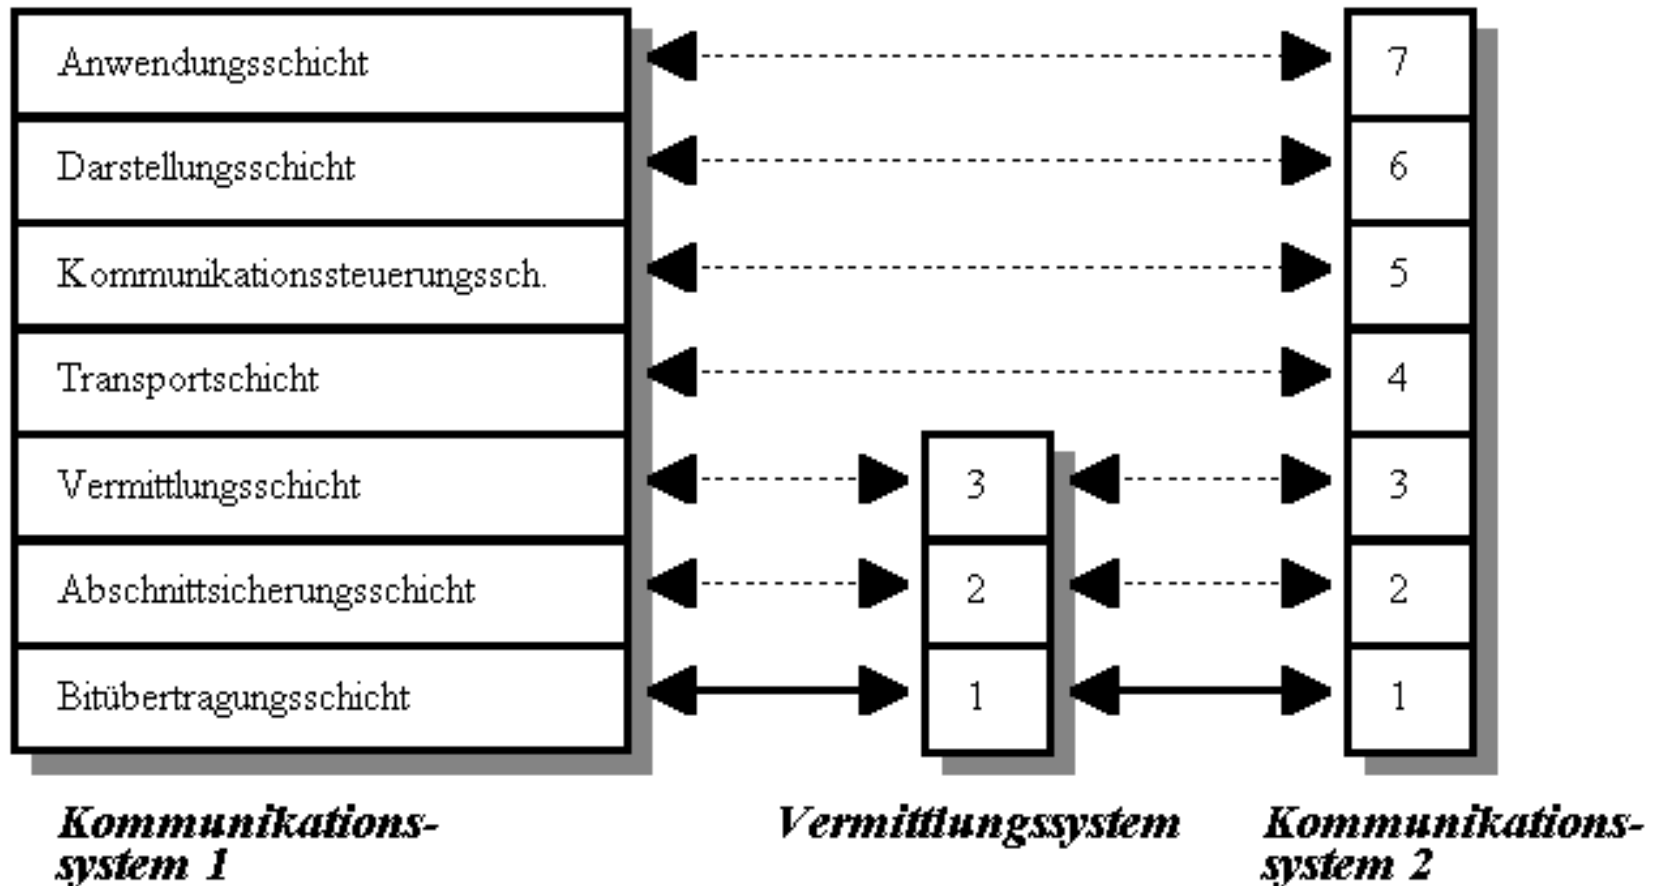 Anwendungsschicht
7
Darstellungsschicht
6
Kommunikationssteuerungssch.
5
Transportschicht
4
Vermittlungsschicht
3
3
Abschnittsicherungsschicht
2
2
Bitübertragungsschicht
1
1
Kommunikations-
system 1
Vermittlungssystem
Kommunikations-
system 2